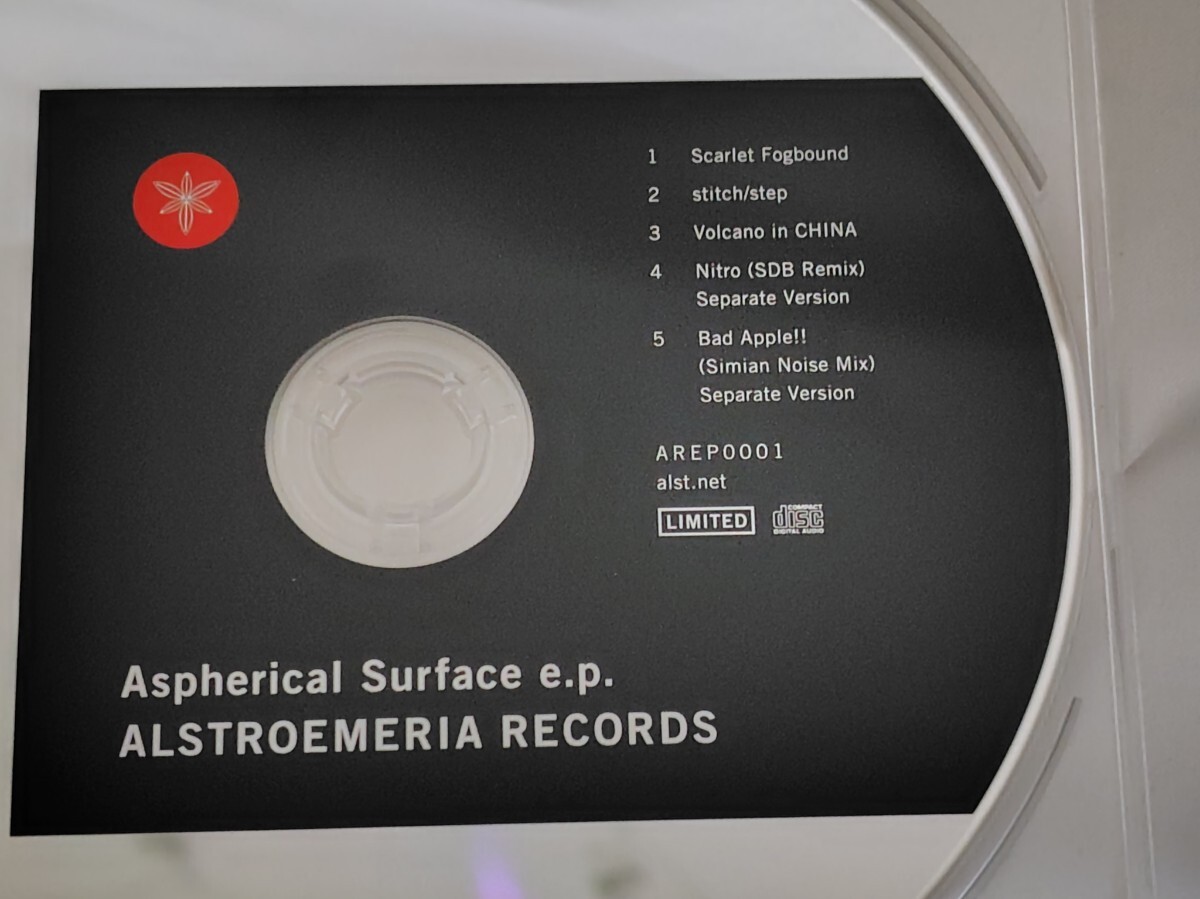 1 Scarlet Fogbound
2 stitch/step
3 Volcano in CHINA
4 Nitro (SDB Remix)
Separate Version
5 Bad Apple!!
(Simian Noise Mix)
Separate Version
AREP0001
alst.net
LIMITED
COMPACT
disc
DIGITAL AUDIO
Aspherical Surface e.p.
ALSTROEMERIA RECORDS